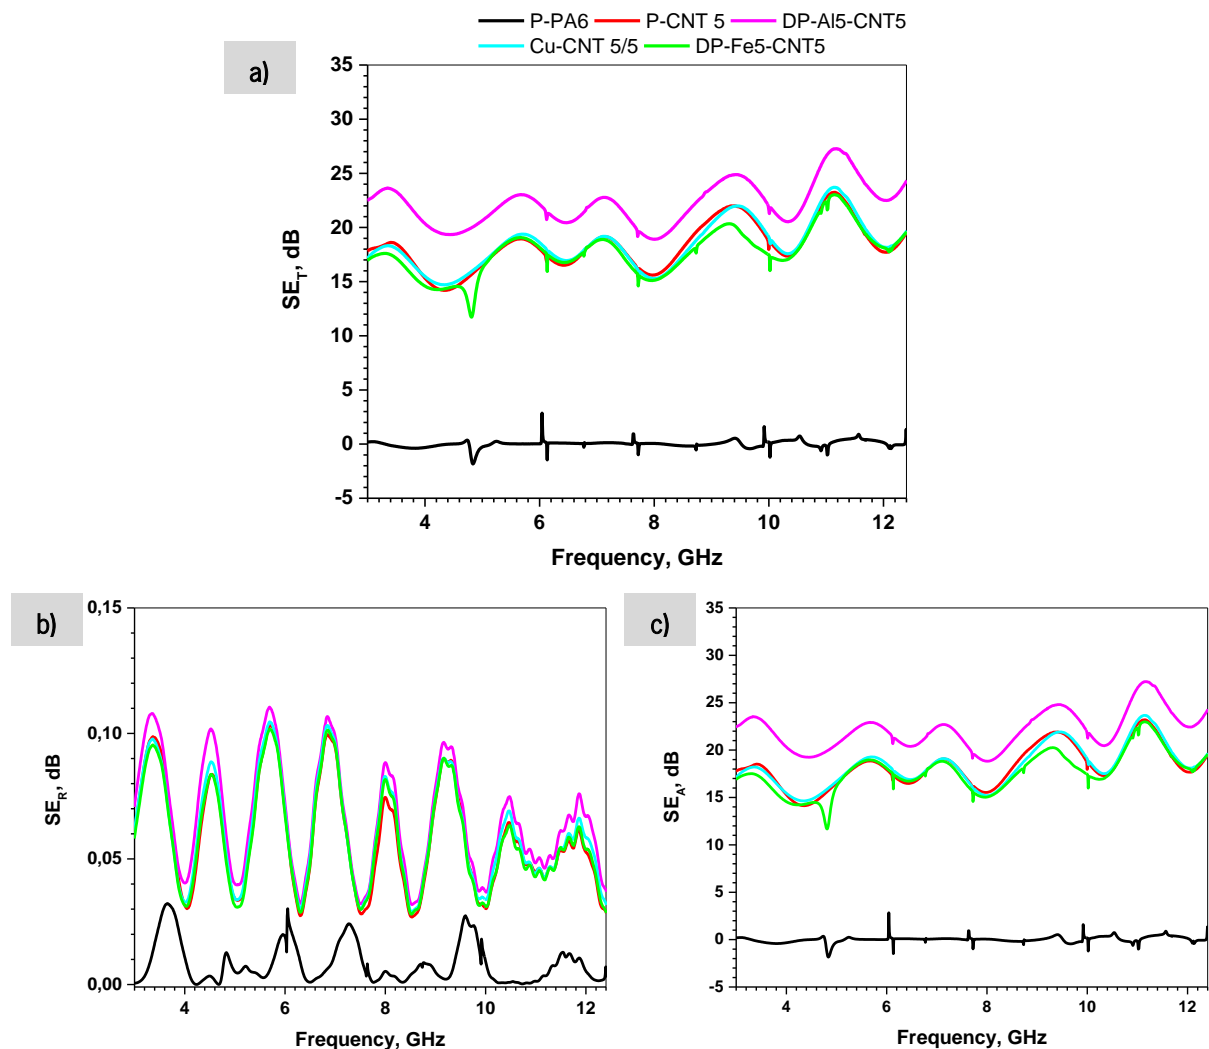 P-PA6 P-CNT 5 DP-Al5-CNT5
Cu-CNT 5/5 DP-Fe5-CNT5
a)
35
30
25
20
15
10
5
0
-5
SE_T, dB
4 6 8 10 12
Frequency, GHz
b)
0,15
0,10
0,05
0,00
SE_R, dB
4 6 8 10 12
Frequency, GHz
c)
35
30
25
20
15
10
5
0
-5
SE_A, dB
4 6 8 10 12
Frequency, GHz